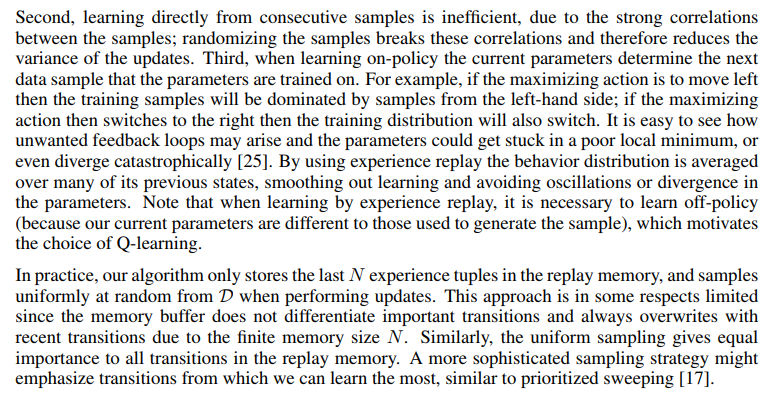 Second, learning directly from consecutive samples is inefficient, due to the strong correlations
between the samples; randomizing the samples breaks these correlations and therefore reduces the
variance of the updates. Third, when learning on-policy the current parameters determine the next
data sample that the parameters are trained on. For example, if the maximizing action is to move left
then the training samples will be dominated by samples from the left-hand side; if the maximizing
action then switches to the right then the training distribution will also switch. It is easy to see how
unwanted feedback loops may arise and the parameters could get stuck in a poor local minimum, or
even diverge catastrophically [25]. By using experience replay the behavior distribution is averaged
over many of its previous states, smoothing out learning and avoiding oscillations or divergence in
the parameters. Note that when learning by experience replay, it is necessary to learn off-policy
(because our current parameters are different to those used to generate the sample), which motivates
the choice of Q-learning.
In practice, our algorithm only stores the last N experience tuples in the replay memory, and samples
uniformly at random from D when performing updates. This approach is in some respects limited
since the memory buffer does not differentiate important transitions and always overwrites with
recent transitions due to the finite memory size N. Similarly, the uniform sampling gives equal
importance to all transitions in the replay memory. A more sophisticated sampling strategy might
emphasize transitions from which we can learn the most, similar to prioritized sweeping [17].